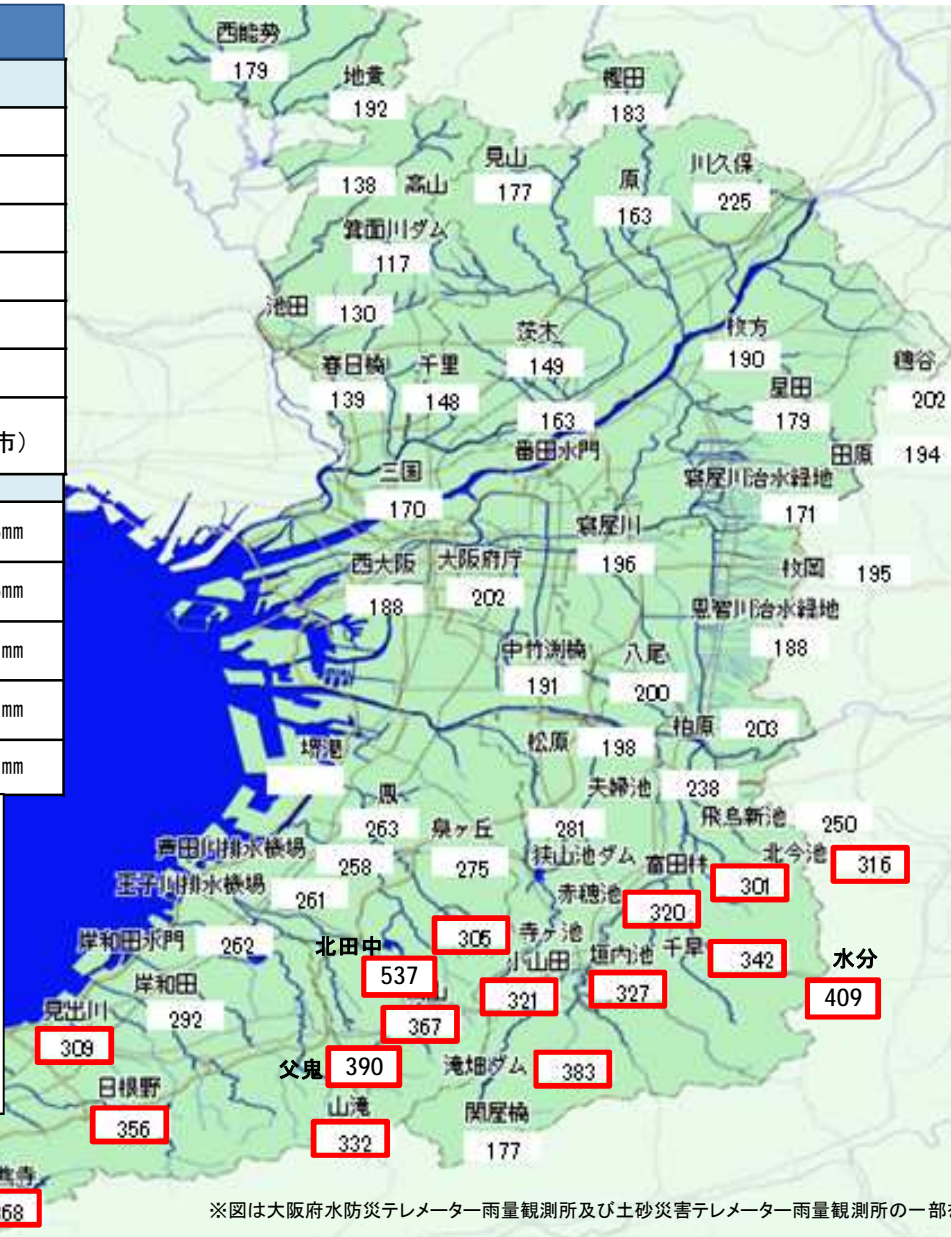 西能勢
179
地黄
192
樫田
183
見山
177
原
163
川久保
225
138 高山
箕面川ダム
117
池田 130
茨木
149
枚方
190
穂谷
202
春日橋
139
千里
148
星田
179
163
番田水門
田原 194
市）
三国
170
寝屋川治水緑地
171
mm
寝屋川
196
枚岡 195
西大阪
188
大阪府庁
202
mm
恩智川治水緑地
188
mm
中竹渕橋
191
八尾
200
mm
松原 198
柏原 203
mm
堺港
夫婦池 238
鳳
263
飛鳥新池 250
芦田川排水機場
258
泉ヶ丘
275
281
狭山池ダム
富田林
301
北今池
316
王子川排水機場
261
赤穂池
320
岸和田水門 262
北田中
537
305 寺ヶ池
小山田
321
垣内池
327
千早
342
水分
409
岸和田
292
見出川
309
山
367
父鬼 390
滝畑ダム 383
日根野
356
山滝
332
関屋橋
177
寺
368
※図は大阪府水防災テレメーター雨量観測所及び土砂災害テレメーター雨量観測所の一部